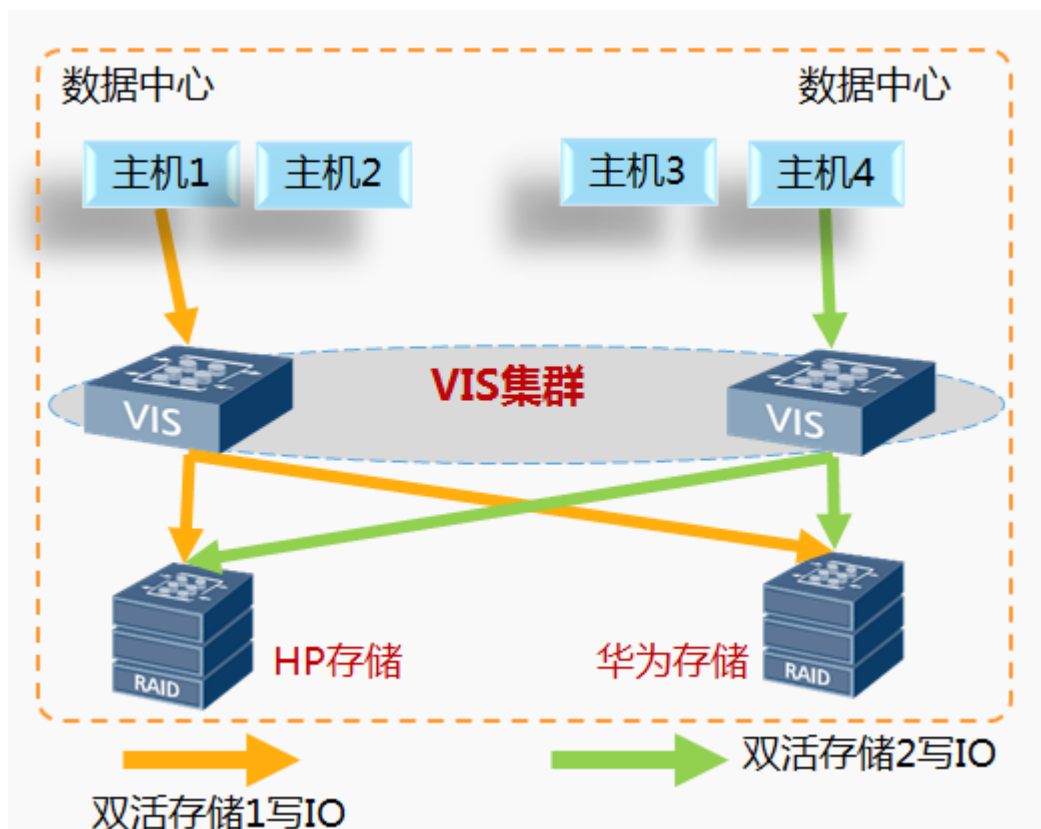 数据中心
数据中心
主机1
主机2
主机3
主机4
VIS集群
VIS
VIS
HP存储
华为存储
RAID
RAID
双活存储2写IO
双活存储1写IO